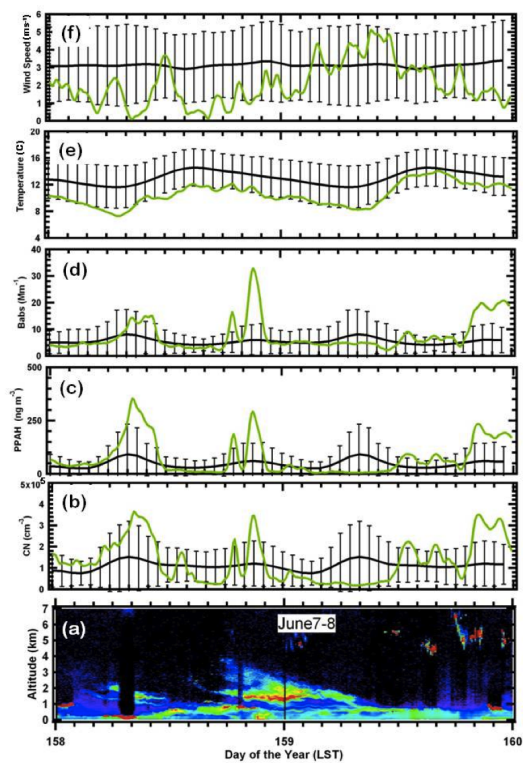 (f)
Wind Speed (ms⁻¹)
6
5
4
3
2
1
0
(e)
Temperature (C)
20
16
12
8
4
(d)
Babs (Mm⁻¹)
40
30
20
10
0
(c)
PPAH (ng m⁻³)
500
250
0
(b)
CN (cm⁻³)
5x10⁵
4
3
2
1
0
(a)
June7-8
Altitude (km)
7
6
5
4
3
2
1
0
158 159 160
Day of the Year (LST)